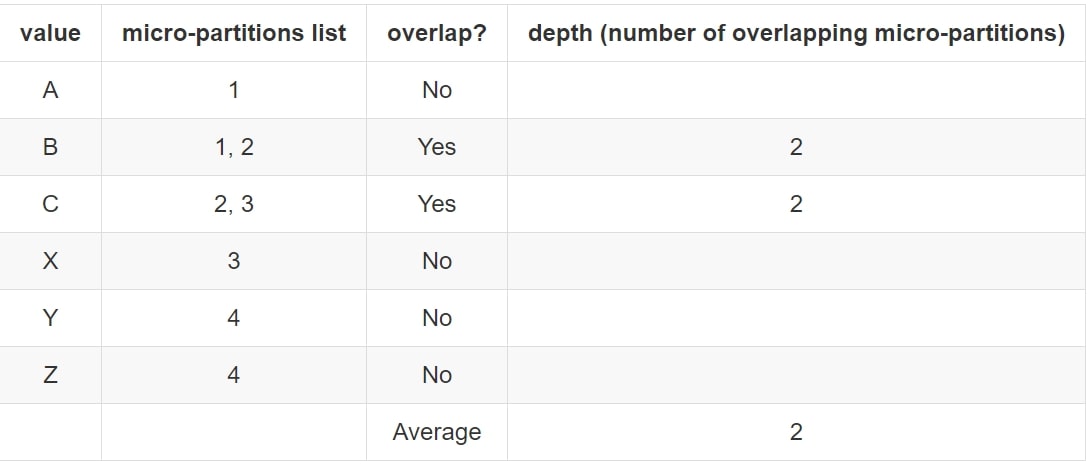 value micro-partitions list overlap? depth (number of overlapping micro-partitions)
A 1 No
B 1, 2 Yes 2
C 2, 3 Yes 2
X 3 No
Y 4 No
Z 4 No
Average 2